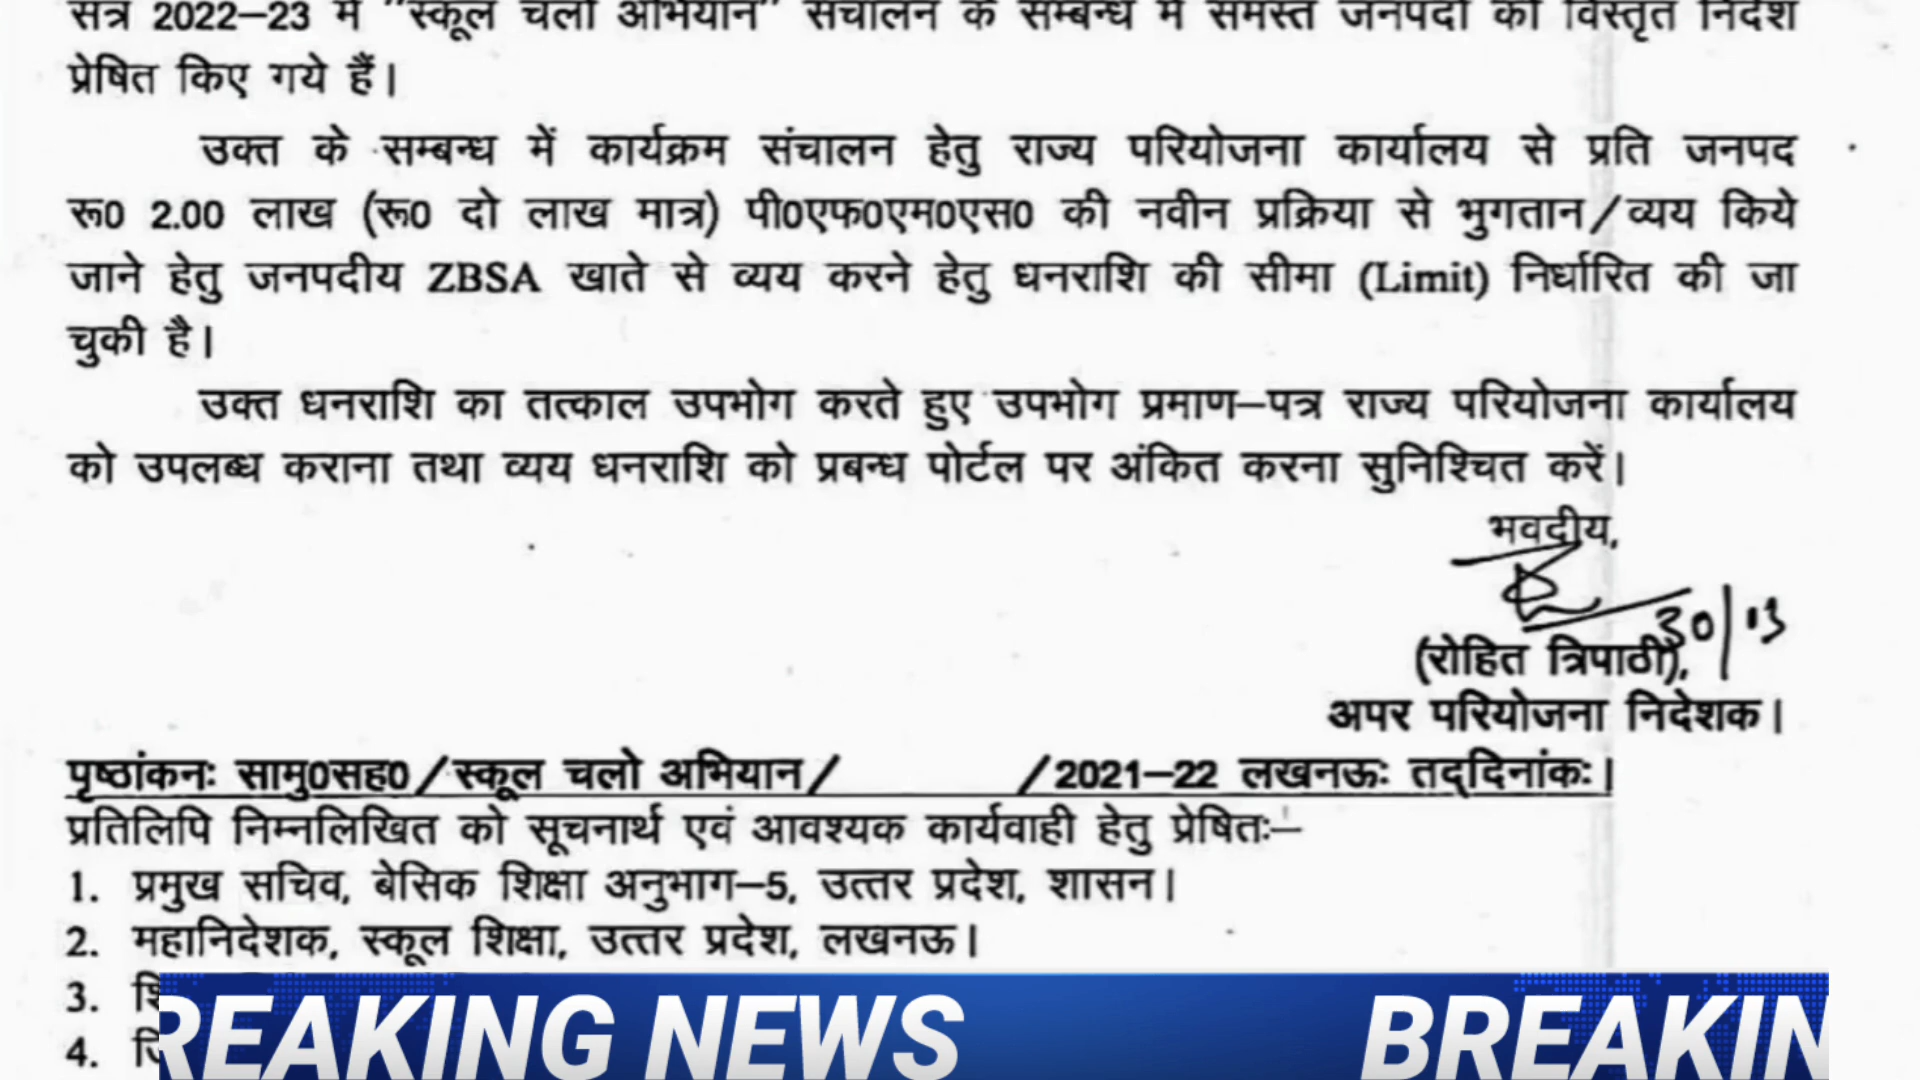 सत्र 2022–23 में "स्कूल चलो अभियान" संचालन के सम्बन्ध में समस्त जनपदों को विस्तृत निर्देश
प्रेषित किए गये हैं।
उक्त के सम्बन्ध में कार्यक्रम संचालन हेतु राज्य परियोजना कार्यालय से प्रति जनपद
रू0 2.00 लाख (रू0 दो लाख मात्र) पी0एफ0एम0एस0 की नवीन प्रक्रिया से भुगतान/व्यय किये
जाने हेतु जनपदीय ZBSA खाते से व्यय करने हेतु धनराशि की सीमा (Limit) निर्धारित की जा
चुकी है।
उक्त धनराशि का तत्काल उपभोग करते हुए उपभोग प्रमाण–पत्र राज्य परियोजना कार्यालय
को उपलब्ध कराना तथा व्यय धनराशि को प्रबन्ध पोर्टल पर अंकित करना सुनिश्चित करें।
भवदीय,
30/13
(रोहित त्रिपाठी),
अपर परियोजना निदेशक।
पृष्ठांकनः सामु0सह0/स्कूल चलो अभियान/ /2021–22 लखनऊः तद्दिनांकः।
प्रतिलिपि निम्नलिखित को सूचनार्थ एवं आवश्यक कार्यवाही हेतु प्रेषितः–
1. प्रमुख सचिव, बेसिक शिक्षा अनुभाग–5, उत्तर प्रदेश, शासन।
2. महानिदेशक, स्कूल शिक्षा, उत्तर प्रदेश, लखनऊ।
3.
4.
REAKING NEWS BREAKIN